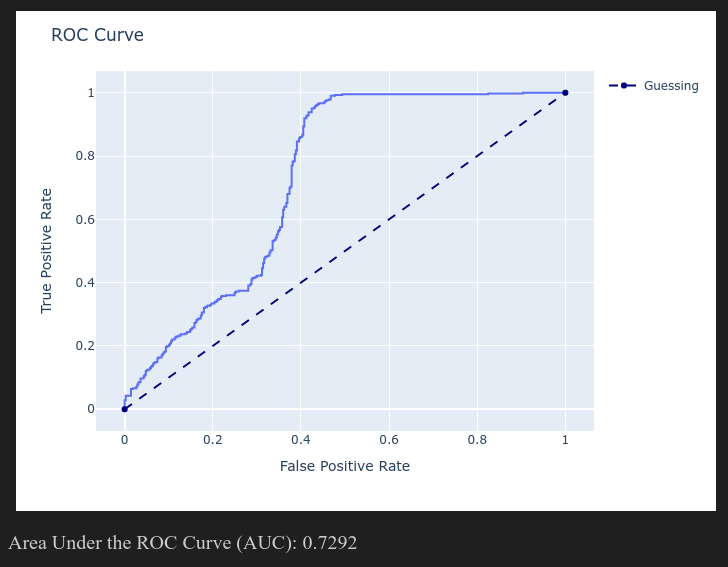 ROC Curve
Guessing
1
0.8
0.6
0.4
0.2
0
True Positive Rate
0
0.2
0.4
0.6
0.8
1
False Positive Rate
Area Under the ROC Curve (AUC): 0.7292